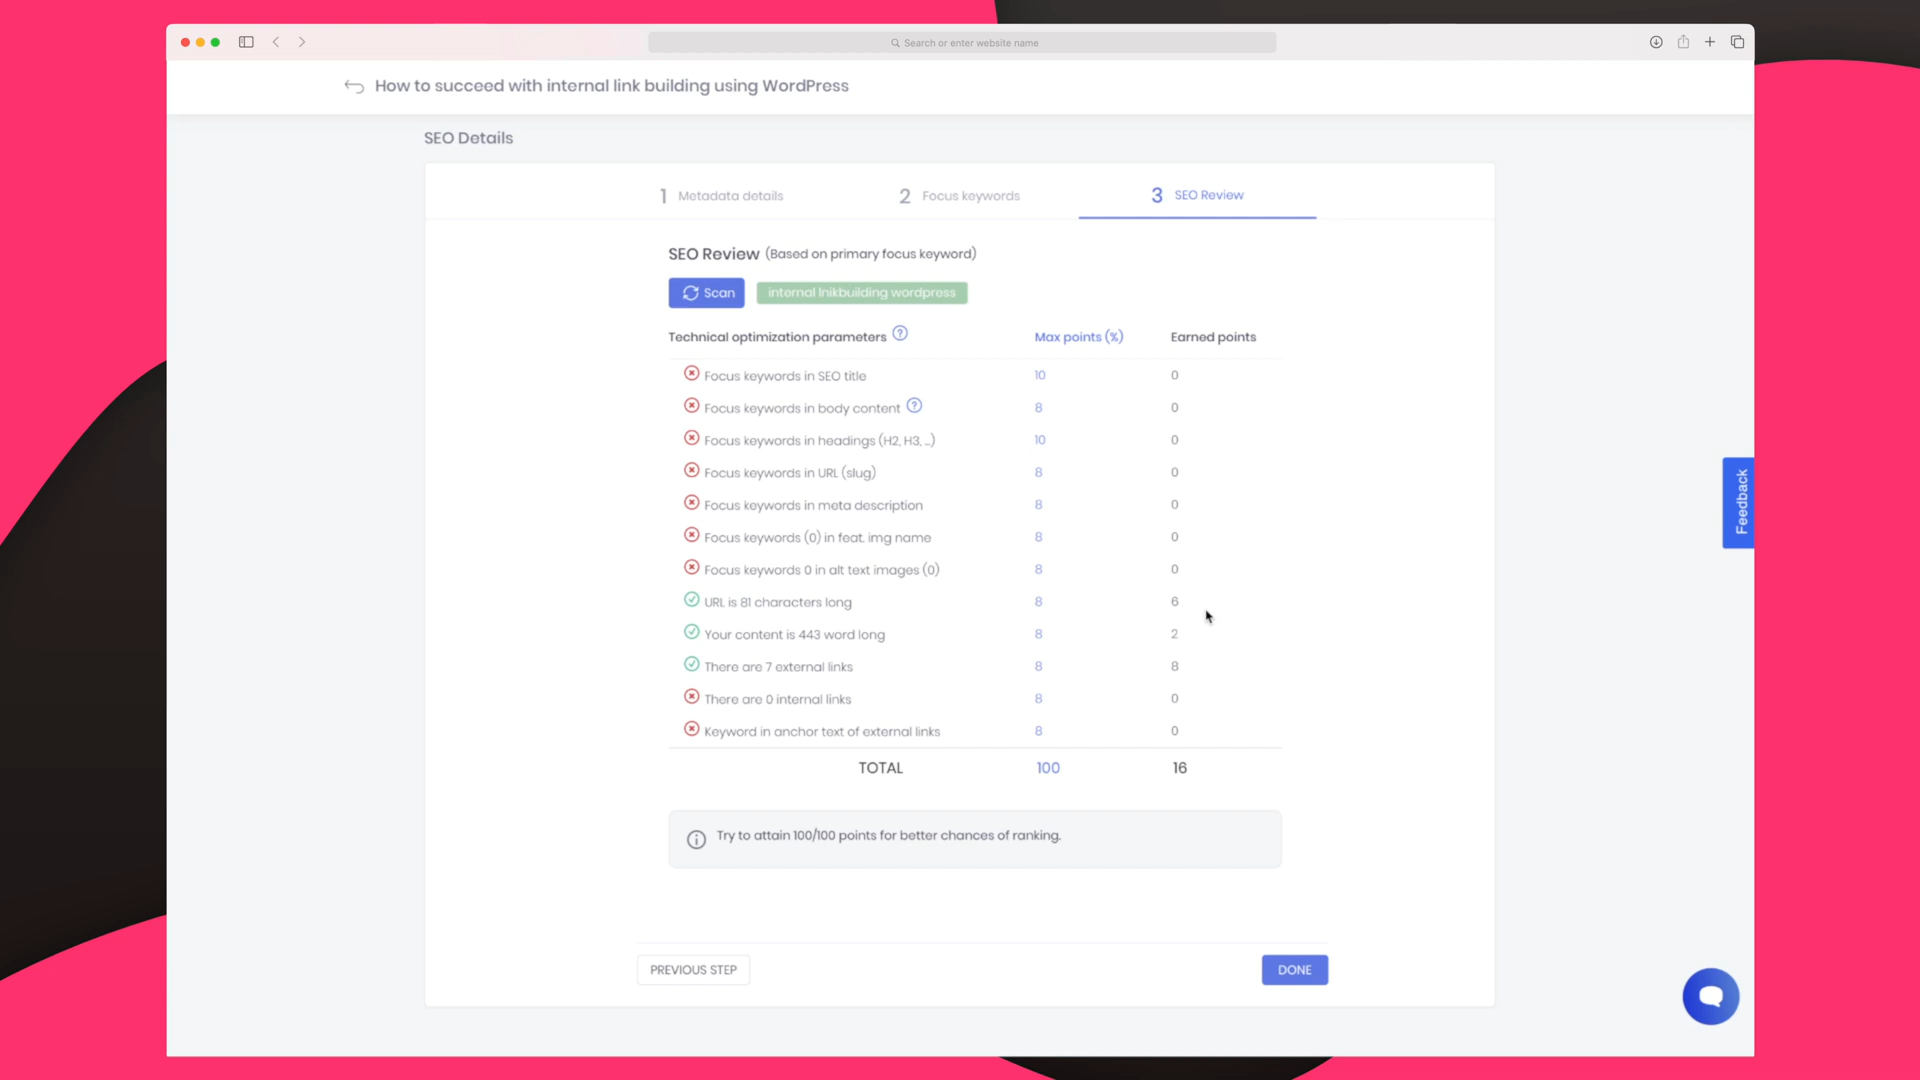 Search or enter website name
How to succeed with internal link building using WordPress
SEO Details
1 Metadata details 2 Focus keywords 3 SEO Review
SEO Review (Based on primary focus keyword)
Scan internal lnikbuilding wordpress
Technical optimization parameters ? Max points (%) Earned points
Focus keywords in SEO title 10 0
Focus keywords in body content ? 8 0
Focus keywords in headings (H2, H3, ...) 10 0
Focus keywords in URL (slug) 8 0
Focus keywords in meta description 8 0
Focus keywords (0) in feat. img name 8 0
Focus keywords 0 in alt text images (0) 8 0
URL is 81 characters long 8 6
Your content is 443 word long 8 2
There are 7 external links 8 8
There are 0 internal links 8 0
Keyword in anchor text of external links 8 0
TOTAL 100 16
Try to attain 100/100 points for better chances of ranking.
PREVIOUS STEP DONE
Feedback